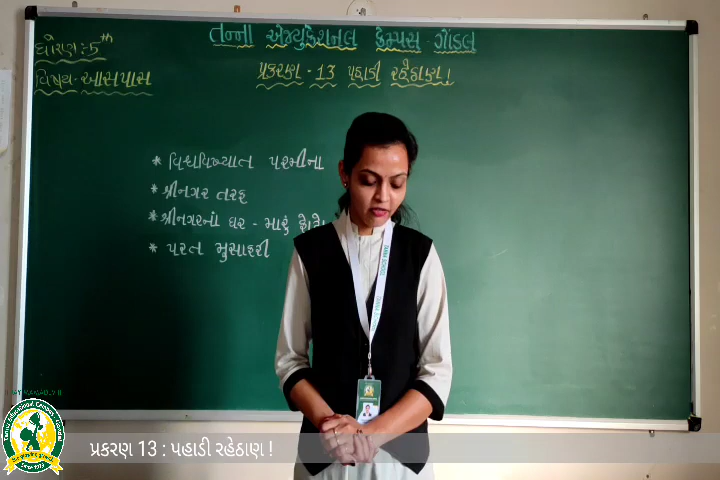 તન્ના એજ્યુકેશનલ કેમ્પસ - ગોંડલ
ધોરણ :- 5th
વિષય - આસપાસ
પ્રકરણ - 13 પહાડી રહેઠાણ !
* વિશ્વવિખ્યાત પશ્મીના
* શ્રીનગર તરફ
* શ્રીનગરનાં ઘર - મારું ફોટો
* પરત મુસાફરી
પ્રકરણ 13 : પહાડી રહેઠાણ !